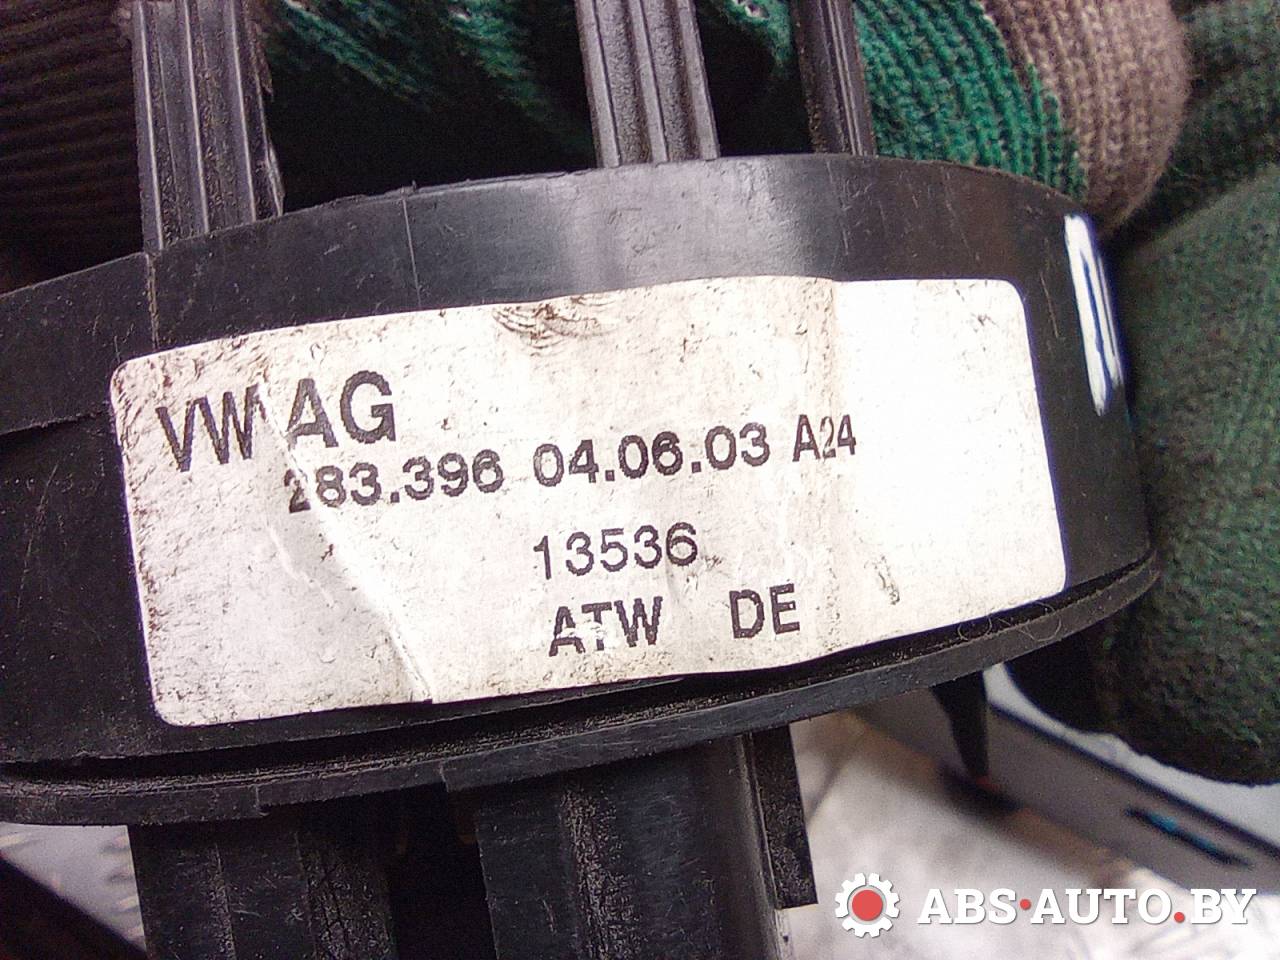 VW AG
283.396 04.06.03 A24
13536
ATW DE
ABS·AUTO.BY